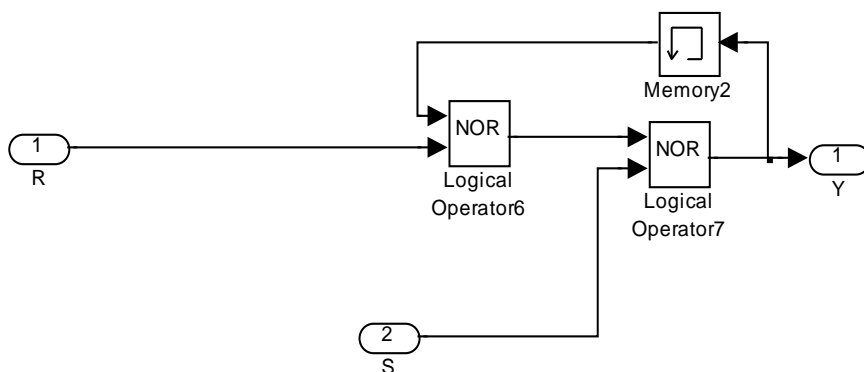 Memory2
1
R
NOR
Logical
Operator6
NOR
Logical
Operator7
1
Y
2
S